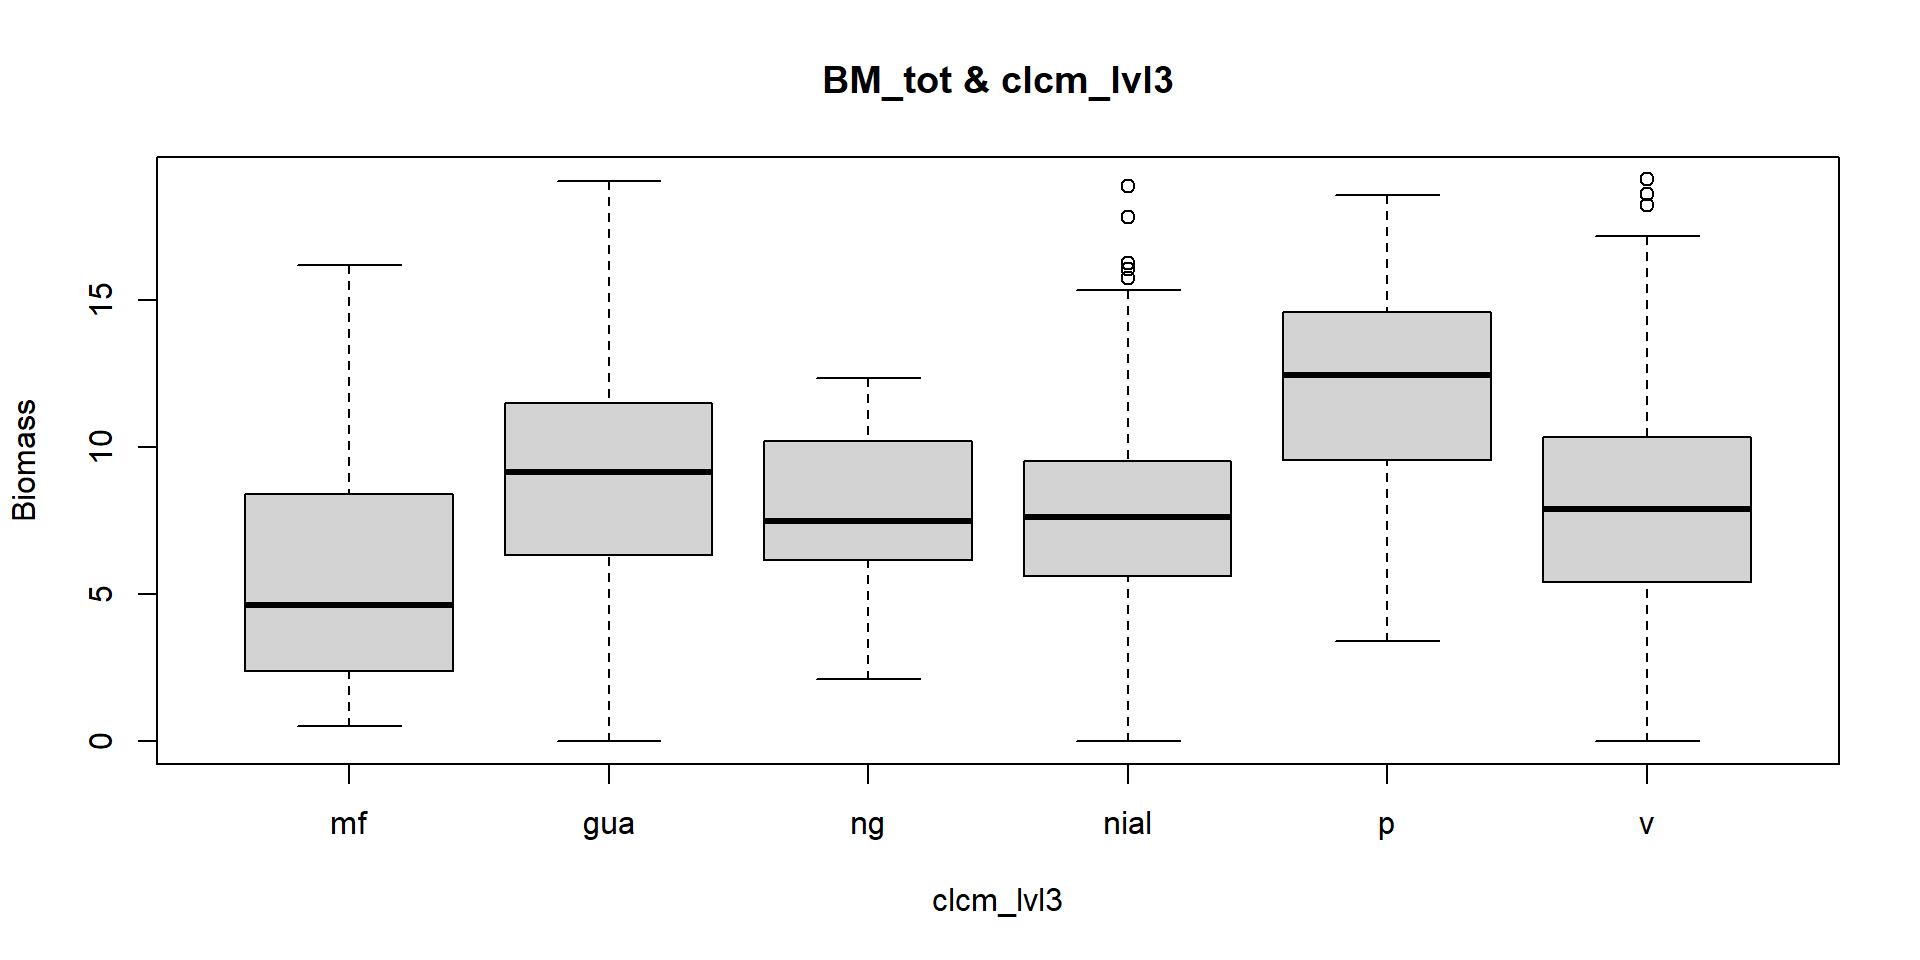 BM_tot & clcm_lvl3
Biomass
15
10
5
0
mf gua ng nial p v
clcm_lvl3